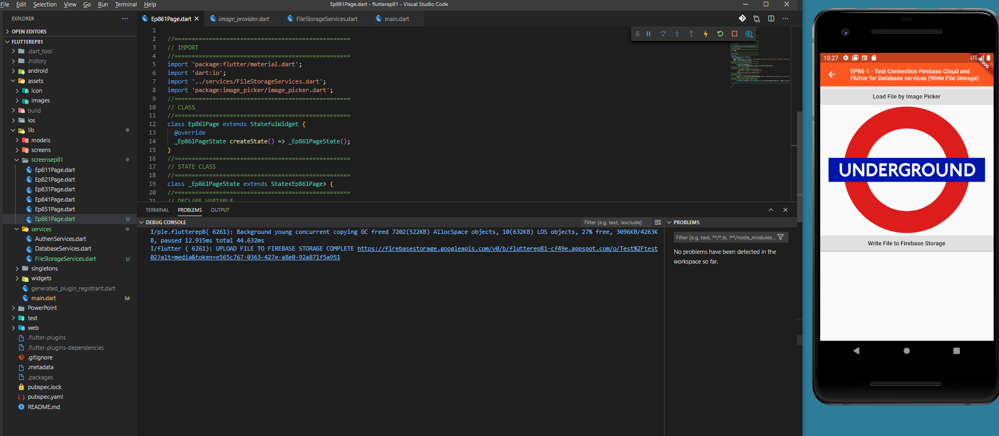 File Edit Selection View Go Run Terminal Help
Ep861Page.dart - flutterep81 - Visual Studio Code
EXPLORER
OPEN EDITORS
FLUTTEREP81
.dart_tool
.history
android
assets
icon
images
build
ios
lib
models
screens
screensep81
Ep811Page.dart
Ep821Page.dart
Ep831Page.dart
Ep841Page.dart
Ep851Page.dart
Ep861Page.dart U
services
AuthenServices.dart
DatabaseServices.dart
FileStorageServices.dart U
singletons
widgets
generated_plugin_registrant.dart
main.dart M
PowerPoint
test
web
.flutter-plugins
.flutter-plugins-dependencies
.gitignore
.metadata
.packages
pubspec.lock
pubspec.yaml
README.md
Ep861Page.dart image_provider.dart FileStorageServices.dart main.dart
1
2 //===================================================
3 // IMPORT
4 //===================================================
5 import 'package:flutter/material.dart';
6 import 'dart:io';
7 import '../services/FileStorageServices.dart';
8 import 'package:image_picker/image_picker.dart';
9 //===================================================
10 // CLASS
11 //===================================================
12 class Ep861Page extends StatefulWidget {
13 @override
14 _Ep861PageState createState() => _Ep861PageState();
15 }
16 //===================================================
17 // STATE CLASS
18 //===================================================
19 class _Ep861PageState extends State<Ep861Page> {
20 //===================================================
21 // DECLARE VARIABLE
TERMINAL PROBLEMS OUTPUT
DEBUG CONSOLE
Filter (e.g. text, !exclude)
I/ple.flutterep8( 6261): Background young concurrent copying GC freed 7202(522KB) AllocSpace objects, 10(632KB) LOS objects, 27% free, 3096KB/4263K
B, paused 12.915ms total 44.632ms
I/flutter ( 6261): UPLOAD FILE TO FIREBASE STORAGE COMPLETE https://firebasestorage.googleapis.com/v0/b/flutterep81-cf49e.appspot.com/o/Test%2Ftest
02?alt=media&token=e565c767-0363-427e-a8e0-92a871f5a951
PROBLEMS
Filter (e.g. text, **/*.ts, !**/node_modules...
No problems have been detected in the
workspace so far.
10:27 LTE
EP86-1 - Test Connection Firebase Cloud and
Flutter for Database services (Write File Storage)
Load File by Image Picker
UNDERGROUND
Write File to Firebase Storage